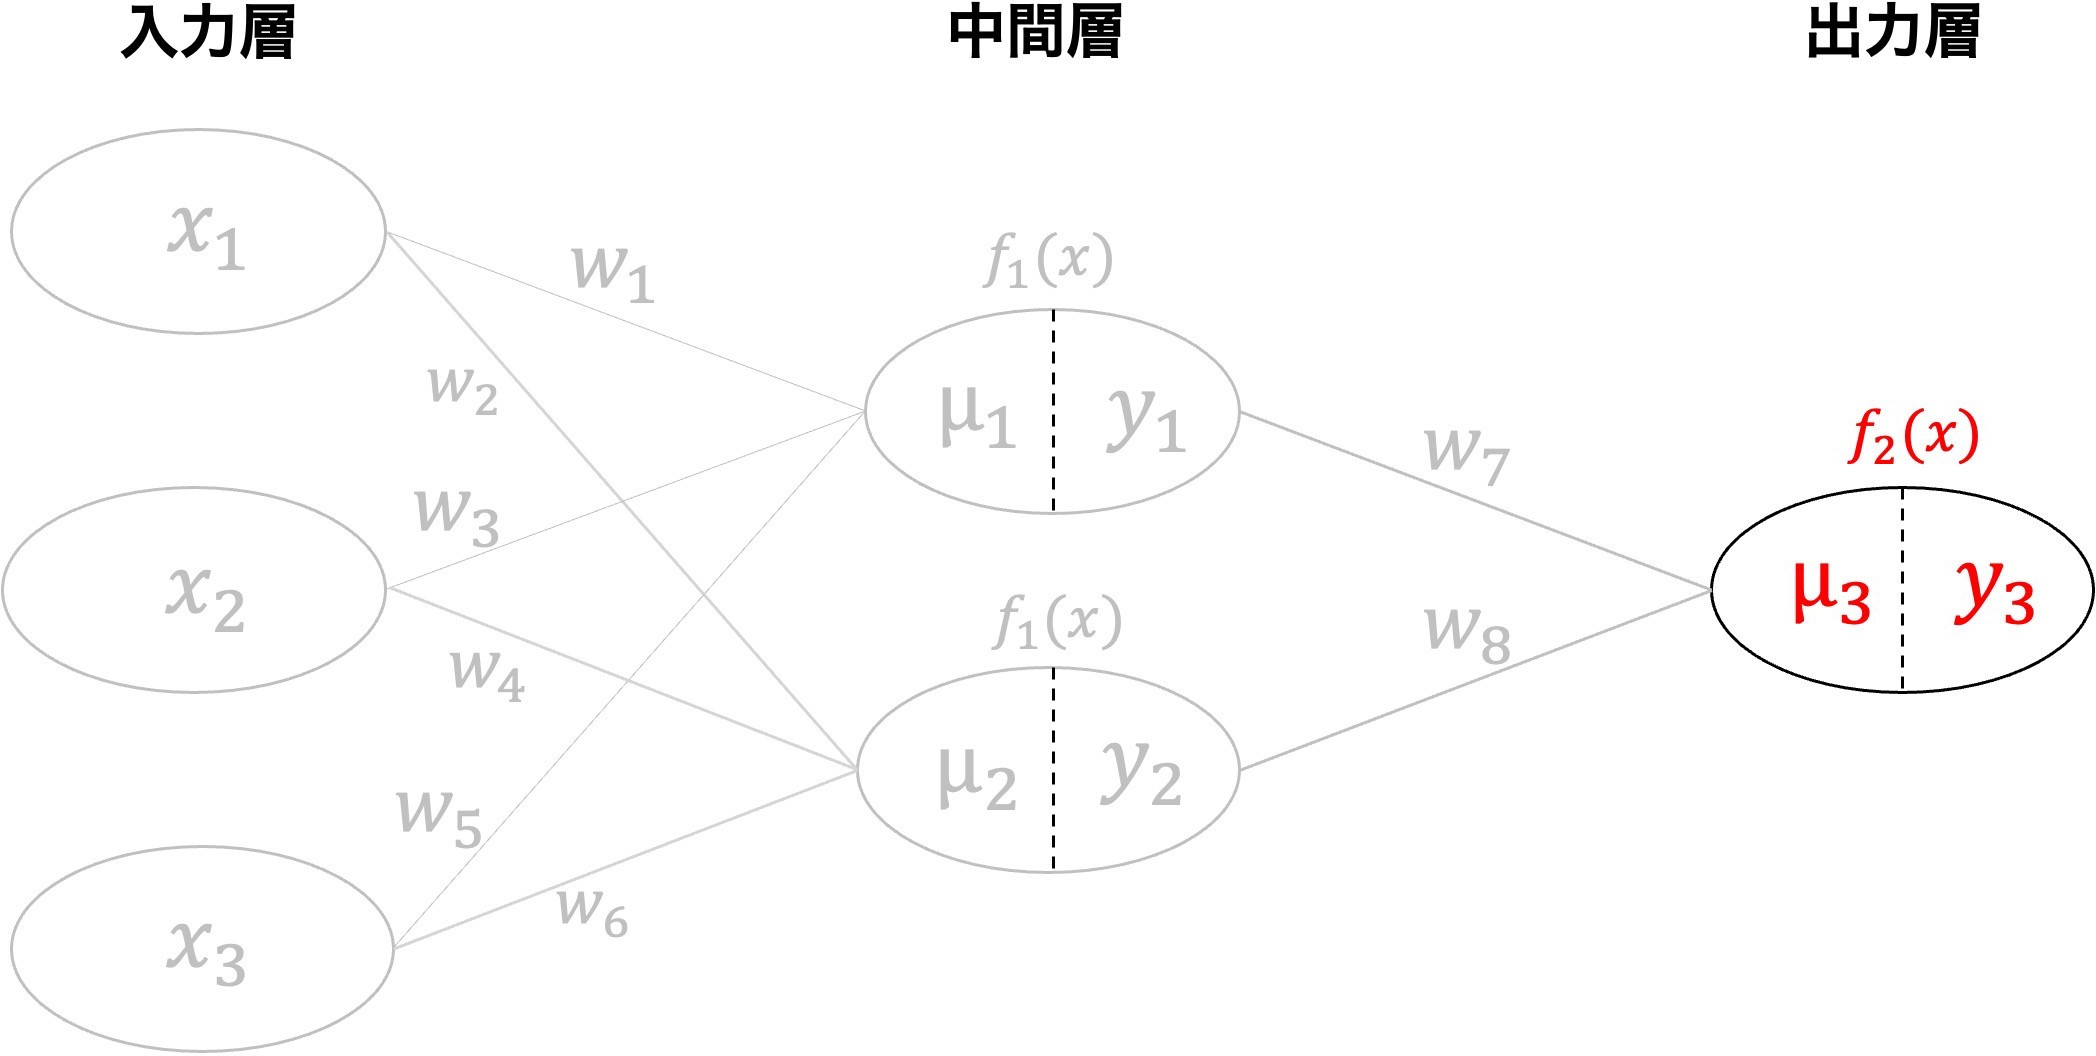 入力層
中間層
出力層
x₁
x₂
x₃
w₁
w₂
w₃
w₄
w₅
w₆
f₁(x)
μ₁ y₁
f₁(x)
μ₂ y₂
w₇
w₈
f₂(x)
μ₃ y₃